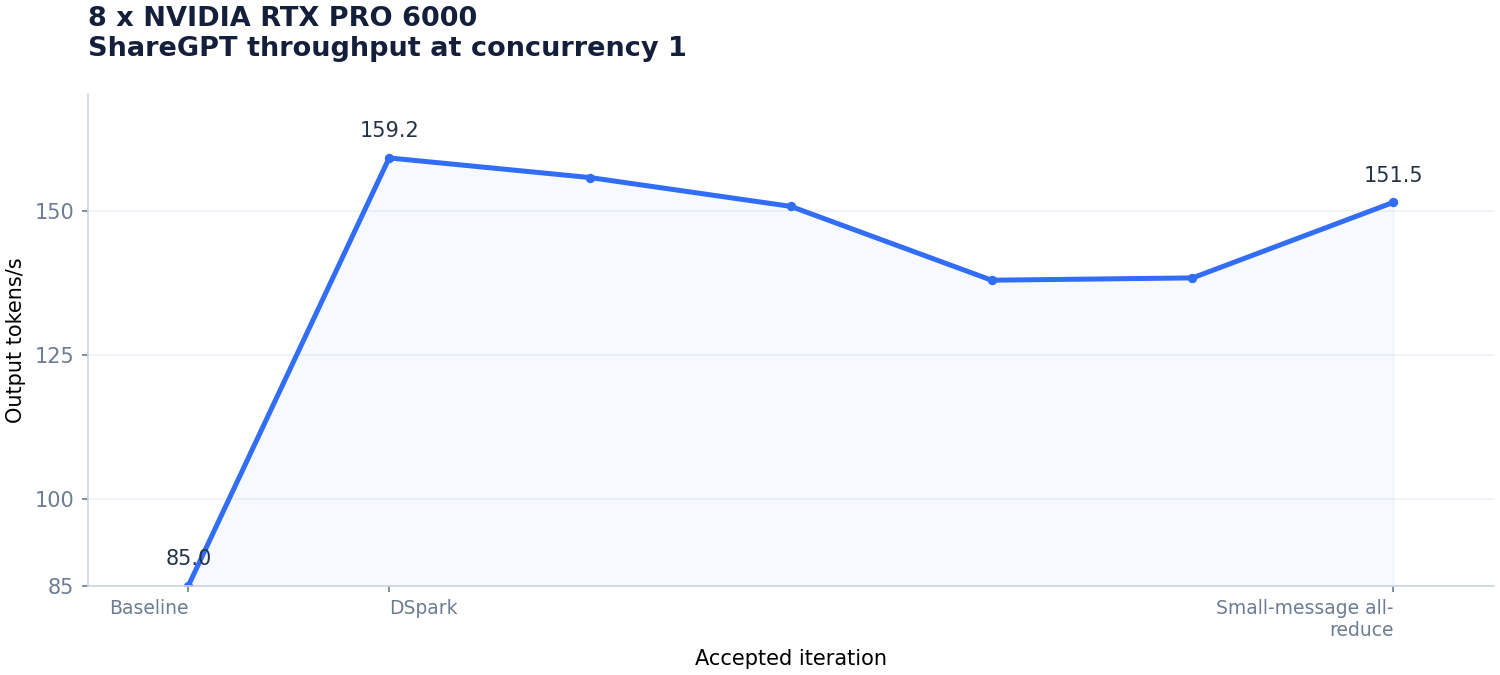 8 x NVIDIA RTX PRO 6000
ShareGPT throughput at concurrency 1
159.2
151.5
150
125
100
85.0
85
Output tokens/s
Baseline
DSpark
Small-message all-
reduce
Accepted iteration